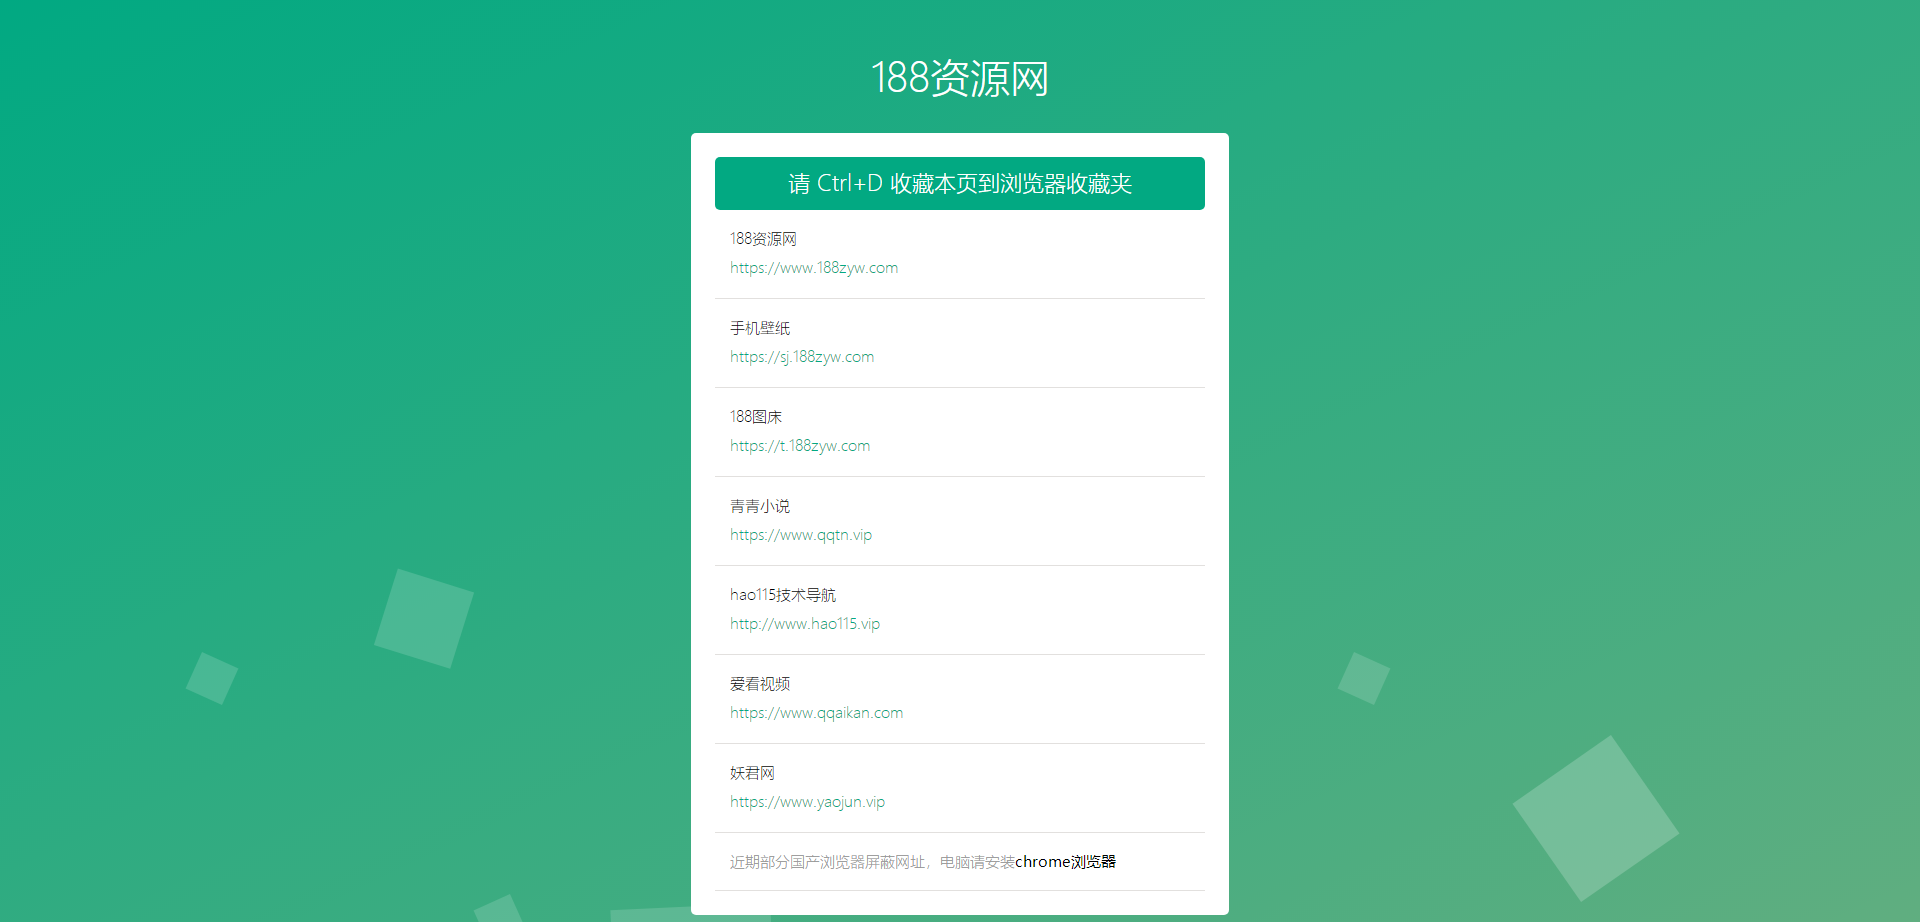 188资源网
请 Ctrl+D 收藏本页到浏览器收藏夹
188资源网
https://www.188zyw.com
手机壁纸
https://sj.188zyw.com
188图床
https://t.188zyw.com
青青小说
https://www.qqtn.vip
hao115技术导航
http://www.hao115.vip
爱看视频
https://www.qqaikan.com
妖君网
https://www.yaojun.vip
近期部分国产浏览器屏蔽网址，电脑请安装chrome浏览器